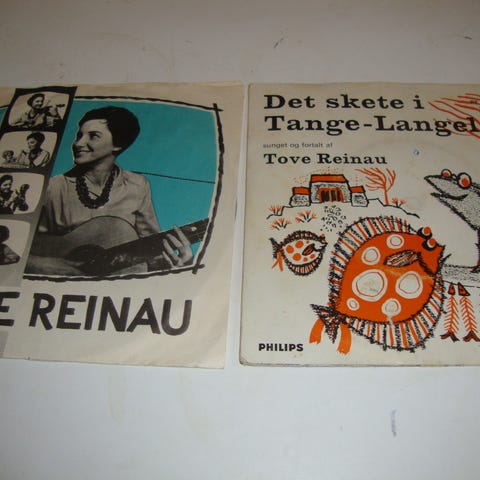 E REINAU
Det skete i
Tange-Langel
sunget og fortalt af
Tove Reinau
PHILIPS